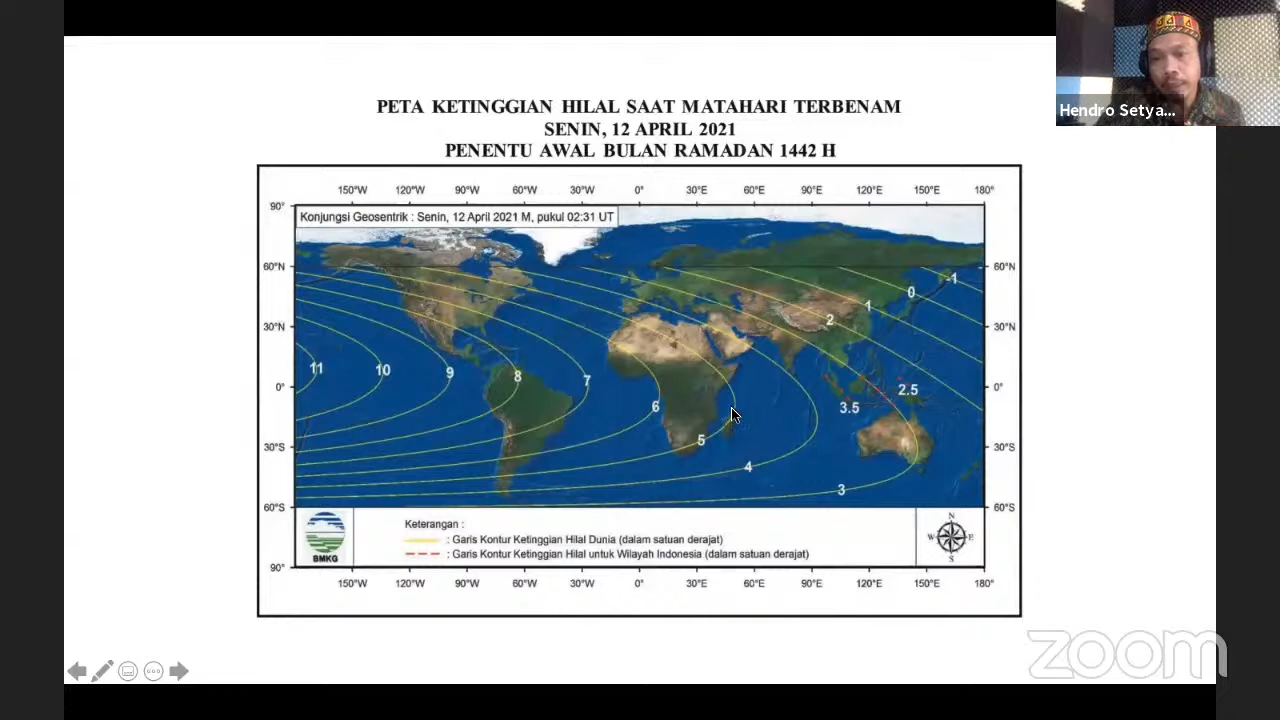 Hendro Setya...
PETA KETINGGIAN HILAL SAAT MATAHARI TERBENAM
SENIN, 12 APRIL 2021
PENENTU AWAL BULAN RAMADAN 1442 H
150°W 120°W 90°W 60°W 30°W 0° 30°E 60°E 90°E 120°E 150°E 180°
90°
Konjungsi Geosentrik : Senin, 12 April 2021 M, pukul 02:31 UT
60°N 60°N
-1
0
1
2
30°N 30°N
11 10 9 8 7
0° 0°
2.5
6 3.5
5
30°S 30°S
4
3
60°S 60°S
Keterangan :
: Garis Kontur Ketinggian Hilal Dunia (dalam satuan derajat)
: Garis Kontur Ketinggian Hilal untuk Wilayah Indonesia (dalam satuan derajat)
BMKG
N
W E
S
90°
150°W 120°W 90°W 60°W 30°W 0° 30°E 60°E 90°E 120°E 150°E 180°
zoom